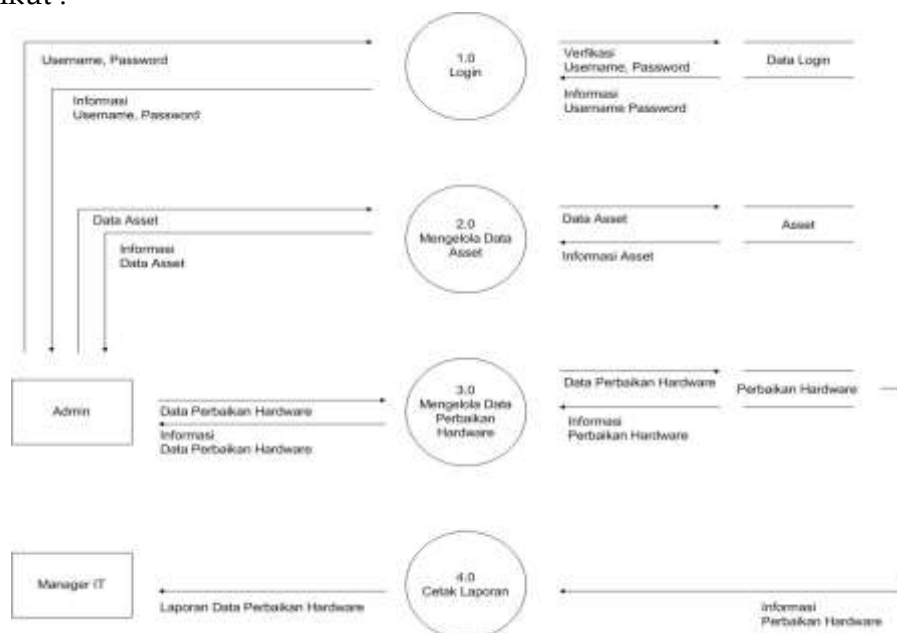 Username, Password
1.0
Login
Verfikasi
Username, Password
Data Login
Informasi
Username, Password
Informasi
Username Password
Data Asset
2.0
Mengelola Data
Asset
Data Asset
Asset
Informasi
Data Asset
Informasi Asset
Admin
Data Perbaikan Hardware
Informasi
Data Perbaikan Hardware
3.0
Mengelola Data
Perbaikan
Hardware
Data Perbaikan Hardware
Perbaikan Hardware
Informasi
Perbaikan Hardware
Manager IT
4.0
Cetak Laporan
Laporan Data Perbaikan Hardware
Informasi
Perbaikan Hardware